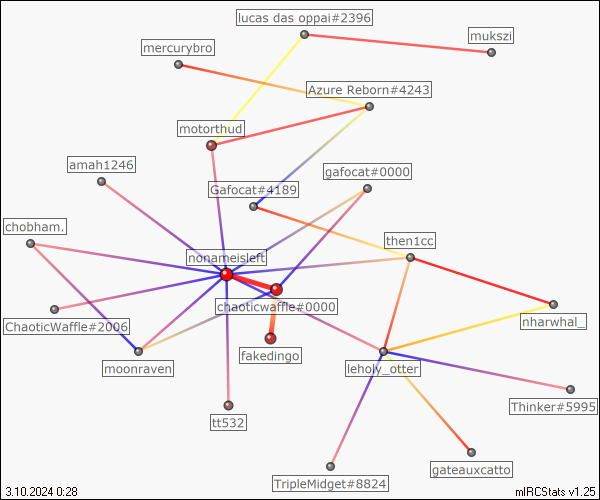 lucas das oppai#2396
mukszi
mercurybro
Azure Reborn#4243
motorthud
amah1246
gafocat#0000
Gafocat#4189
chobham.
then1cc
nonameisleft
chaoticwaffle#0000
nharwhal_
ChaoticWaffle#2006
fakedingo
moonraven
leholy_otter
Thinker#5995
tt532
gateauxcatto
TripleMidget#8824
3.10.2024 0:28
mIRCStats v1.25